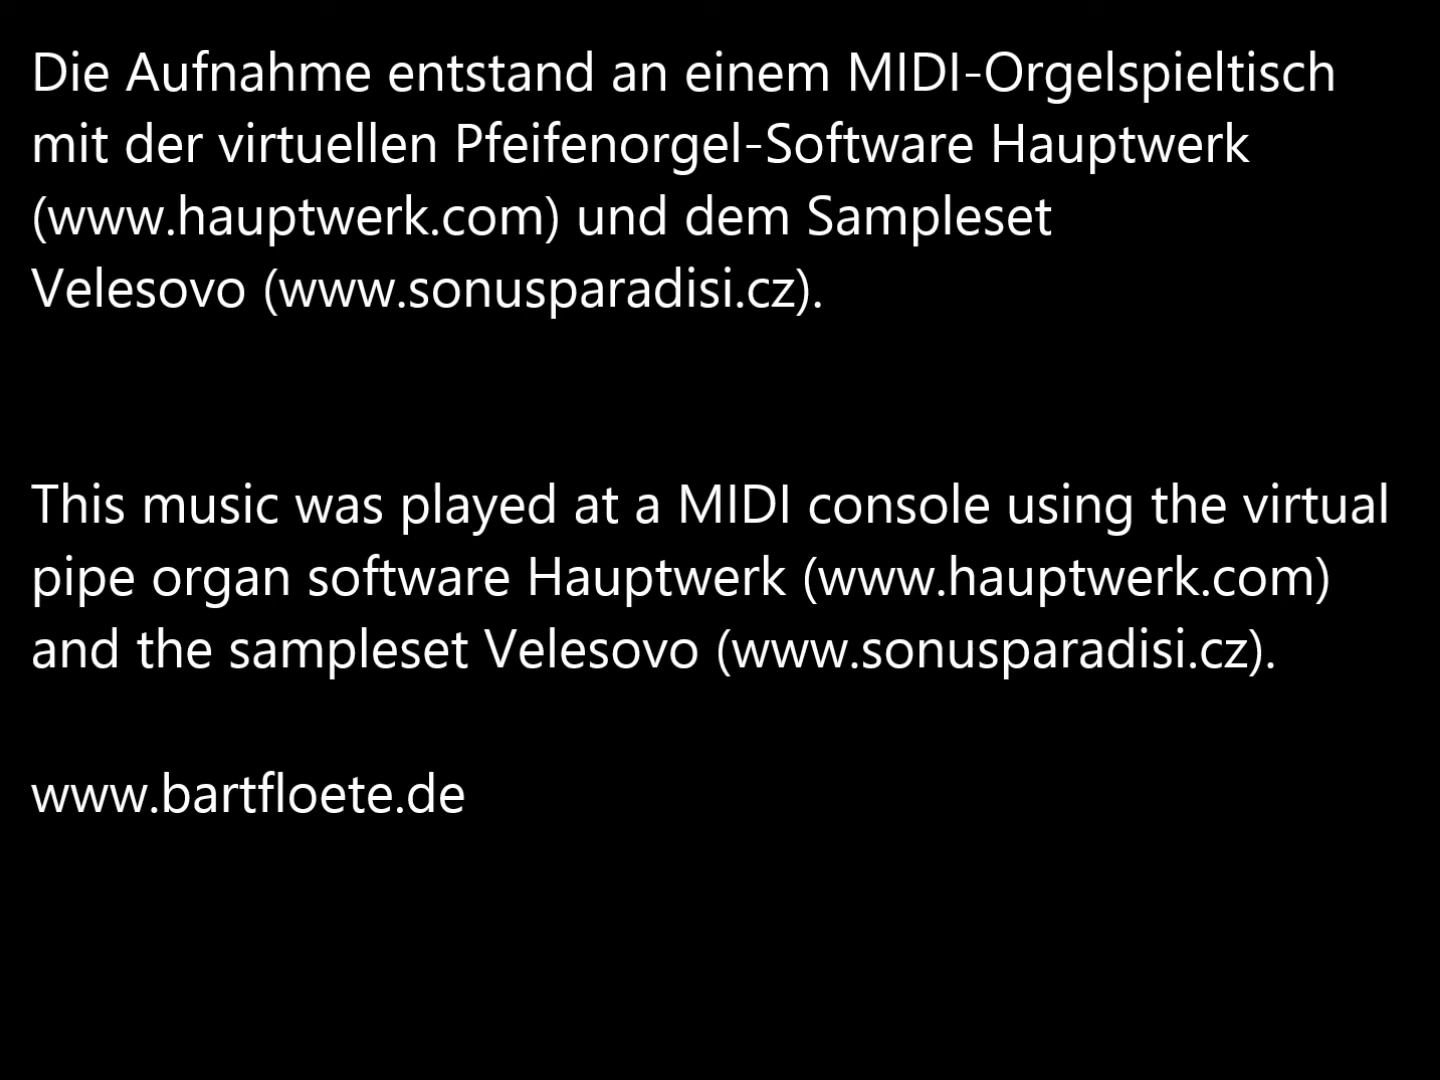 Die Aufnahme entstand an einem MIDI-Orgelspieltisch
mit der virtuellen Pfeifenorgel-Software Hauptwerk
(www.hauptwerk.com) und dem Sampleset
Velesovo (www.sonusparadisi.cz).
This music was played at a MIDI console using the virtual
pipe organ software Hauptwerk (www.hauptwerk.com)
and the sampleset Velesovo (www.sonusparadisi.cz).
www.bartfloete.de